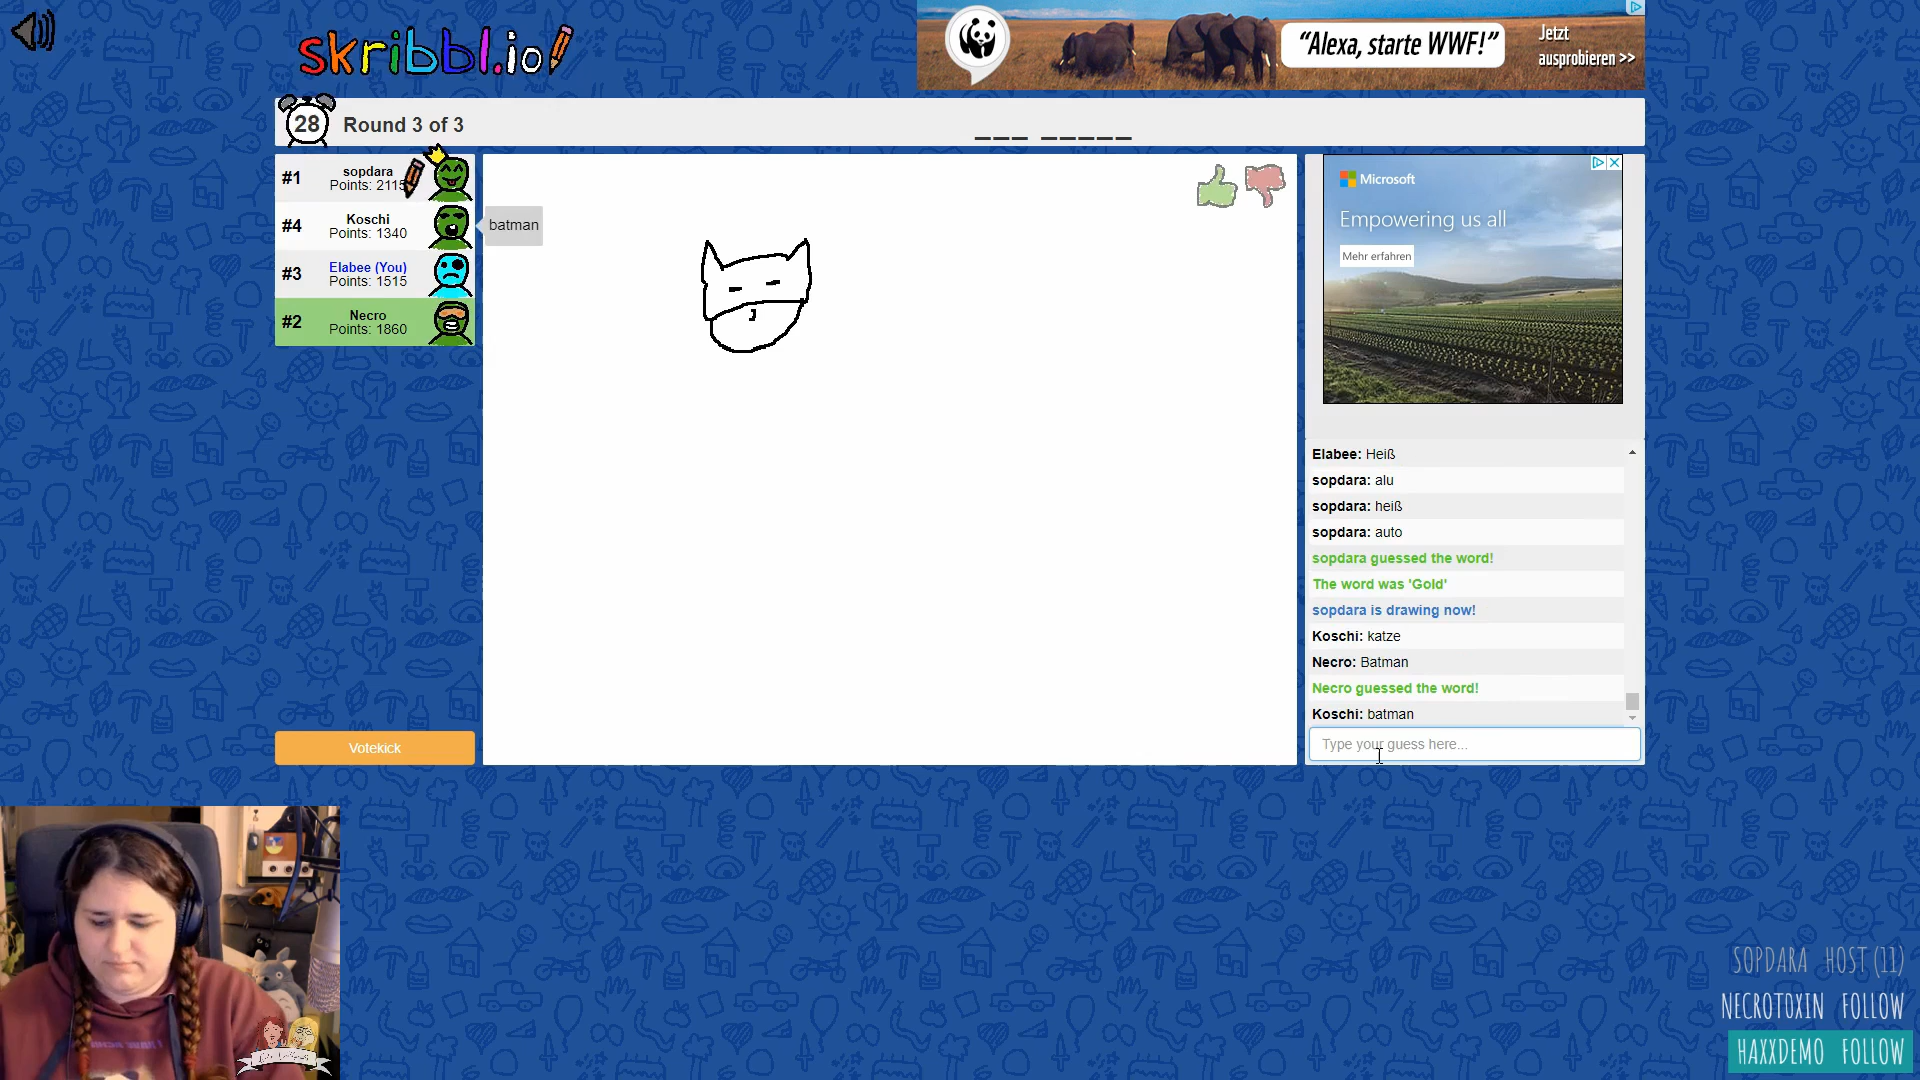 skribbl.io
"Alexa, starte WWF!"
Jetzt
ausprobieren >>
28
Round 3 of 3
___ _____
#1
sopdara
Points: 2115
#4
Koschi
Points: 1340
batman
#3
Elabee (You)
Points: 1515
#2
Necro
Points: 1860
Votekick
Microsoft
Empowering us all
Mehr erfahren
Elabee: Heiß
sopdara: alu
sopdara: heiß
sopdara: auto
sopdara guessed the word!
The word was 'Gold'
sopdara is drawing now!
Koschi: katze
Necro: Batman
Necro guessed the word!
Koschi: batman
Type your guess here...
SOPDARA HOST (11)
NECROTOXIN FOLLOW
HAXXDEMO FOLLOW